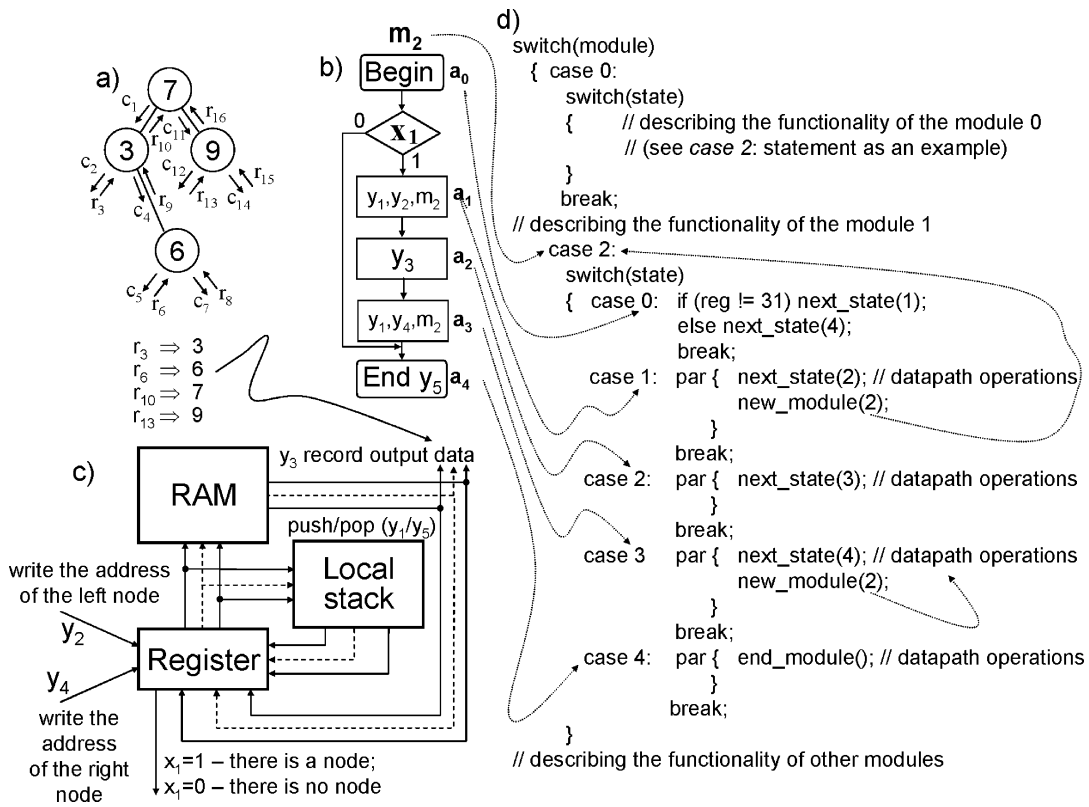 a)
7
c1
r16
r10
c11
3
9
c2
r3
c4
r9
c12
r13
c14
r15
6
c5
r6
c7
r8
r3 ⇒ 3
r6 ⇒ 6
r10 ⇒ 7
r13 ⇒ 9
b)
m2
Begin a0
0
x1
1
y1,y2,m2 a1
y3 a2
y1,y4,m2 a3
End y5 a4
c)
y3 record output data
RAM
push/pop (y1/y5)
Local
stack
write the address
of the left node
y2
Register
y4
write the
address
of the right
node
x1=1 – there is a node;
x1=0 – there is no node
d)
switch(module)
{ case 0:
switch(state)
{ // describing the functionality of the module 0
// (see case 2: statement as an example)
}
break;
// describing the functionality of the module 1
case 2:
switch(state)
{ case 0: if (reg != 31) next_state(1);
else next_state(4);
break;
case 1: par { next_state(2); // datapath operations
new_module(2);
}
break;
case 2: par { next_state(3); // datapath operations
}
break;
case 3 par { next_state(4); // datapath operations
new_module(2);
}
break;
case 4: par { end_module(); // datapath operations
}
break;
}
// describing the functionality of other modules